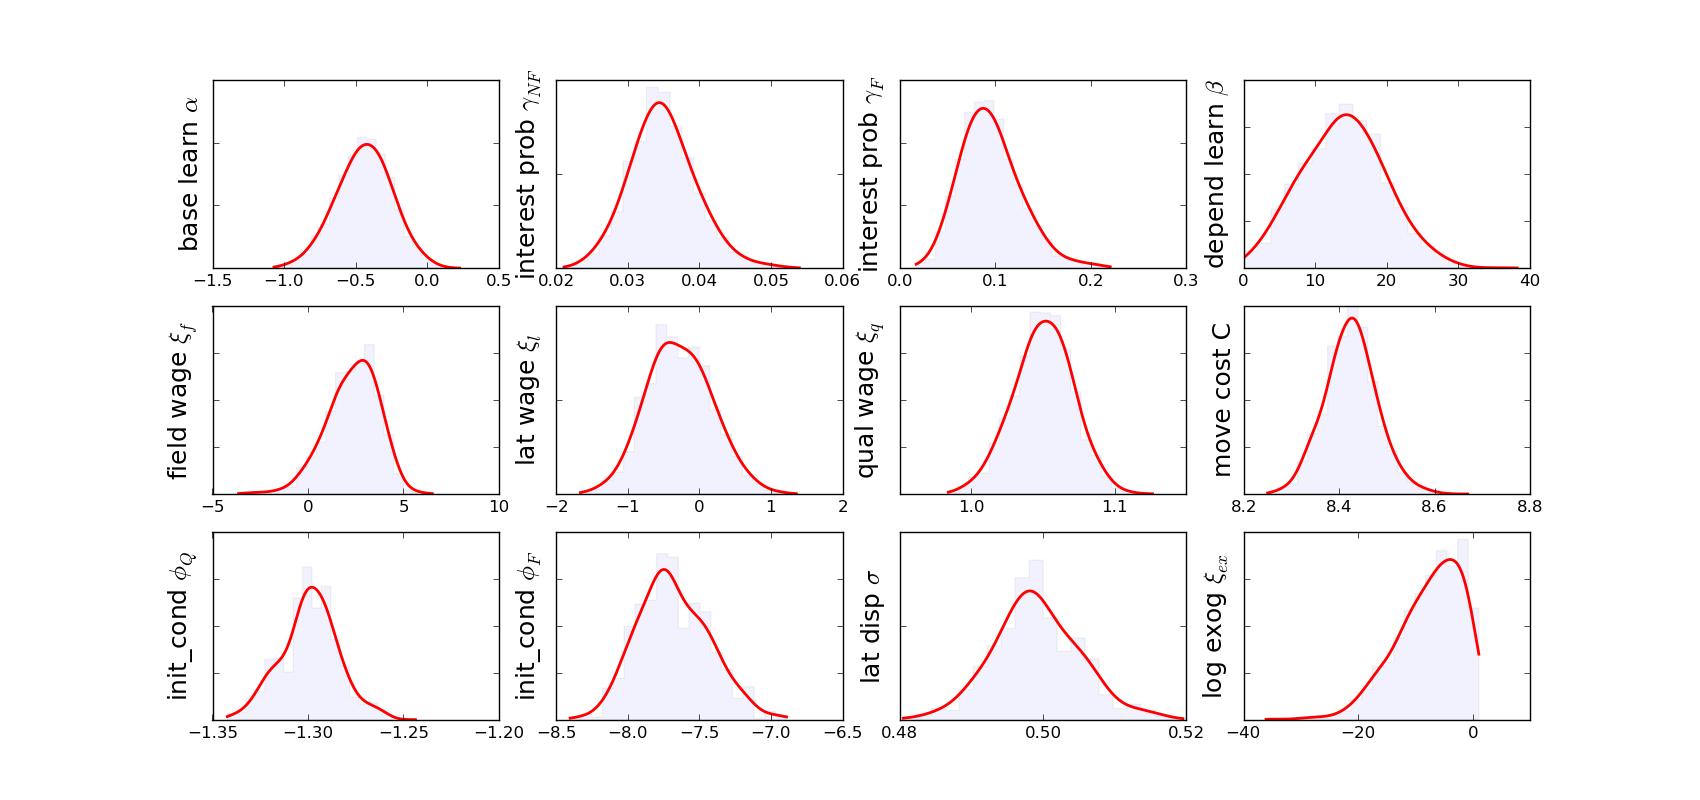 base learn α
−1.5 −1.0 −0.5 0.0 0.5
interest prob γ_NF
0.02 0.03 0.04 0.05 0.06
interest prob γ_F
0.0 0.1 0.2 0.3
depend learn β
0 10 20 30 40
field wage ξ_f
−5 0 5 10
lat wage ξ_l
−2 −1 0 1 2
qual wage ξ_q
1.0 1.1
move cost C
8.2 8.4 8.6 8.8
init_cond ϕ_Q
−1.35 −1.30 −1.25 −1.20
init_cond ϕ_F
−8.5 −8.0 −7.5 −7.0 −6.5
lat disp σ
0.48 0.50 0.52
log exog ξ_ex
−40 −20 0